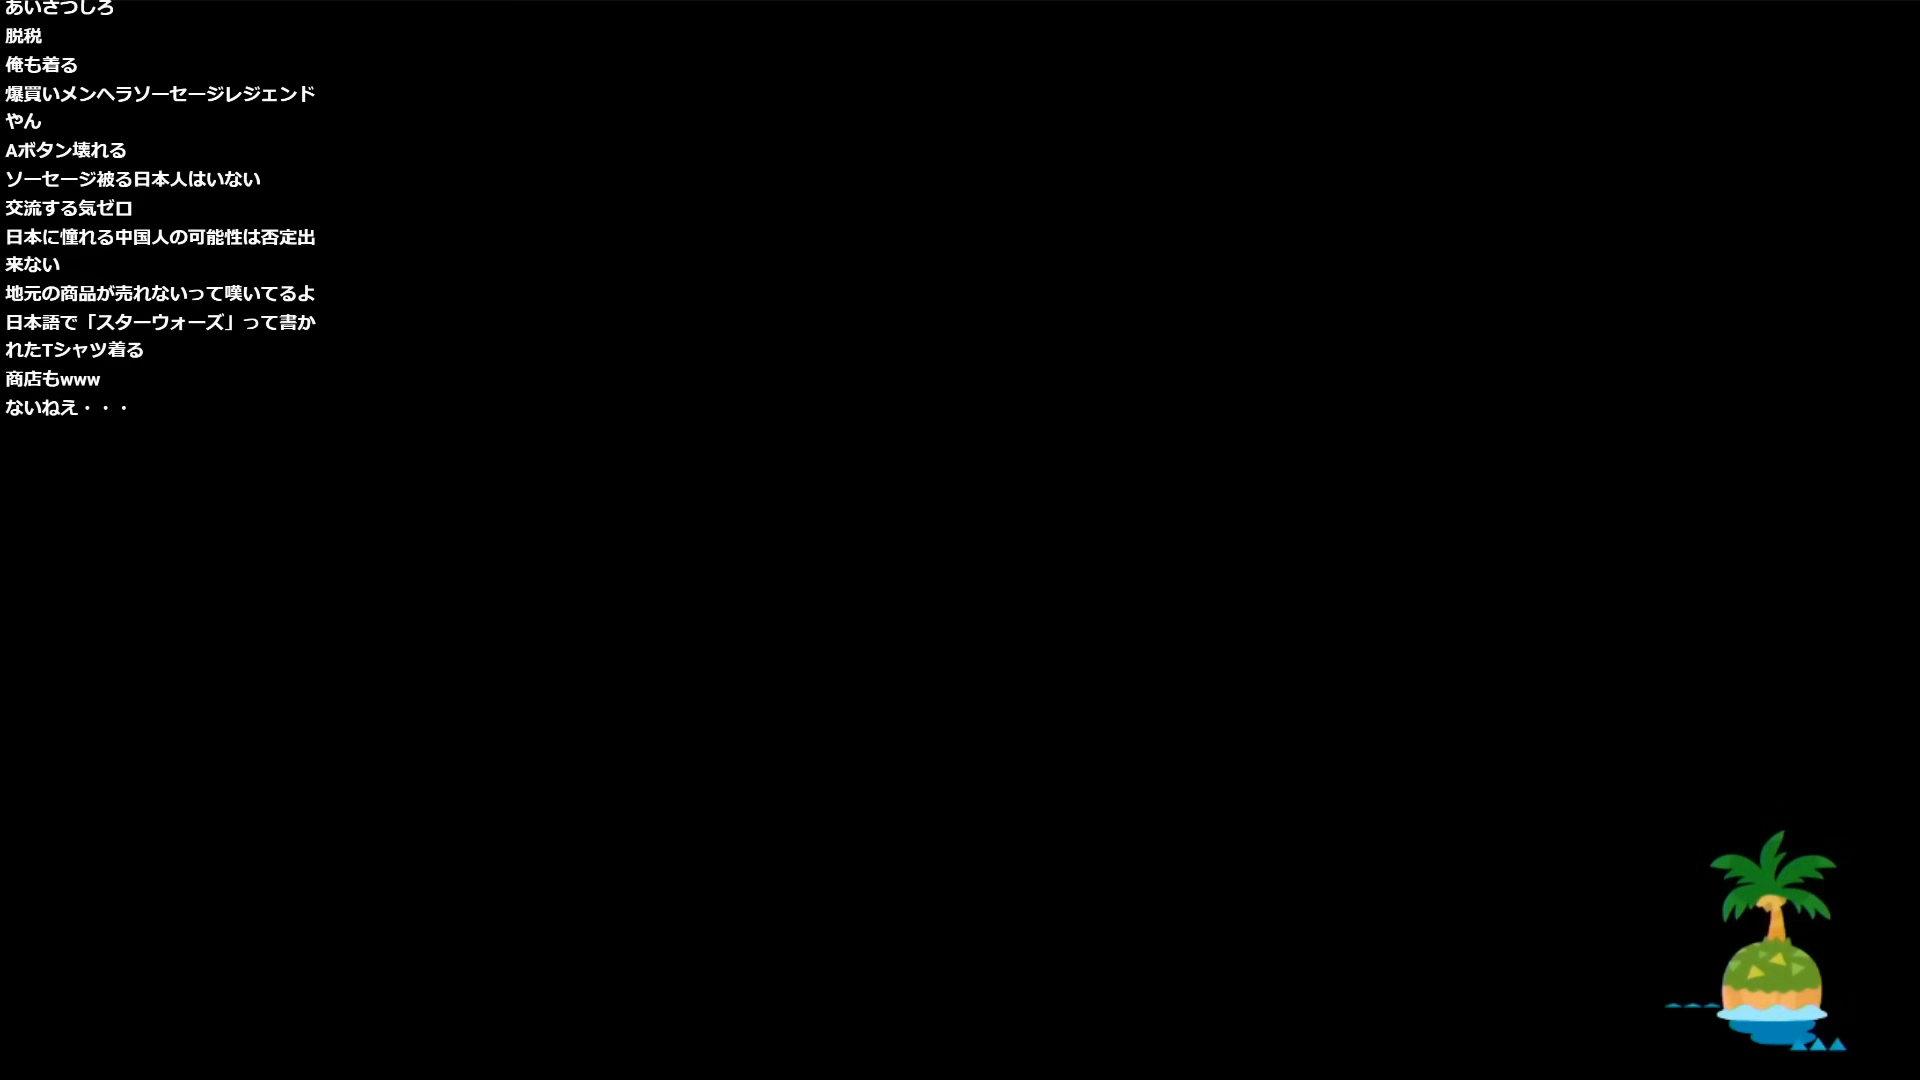 あいさつしろ
脱税
俺も着る
爆買いメンヘラソーセージレジェンド
やん
Aボタン壊れる
ソーセージ被る日本人はいない
交流する気ゼロ
日本に憧れる中国人の可能性は否定出
来ない
地元の商品が売れないって嘆いてるよ
日本語で「スターウォーズ」って書か
れたTシャツ着る
商店もwww
ないねえ・・・